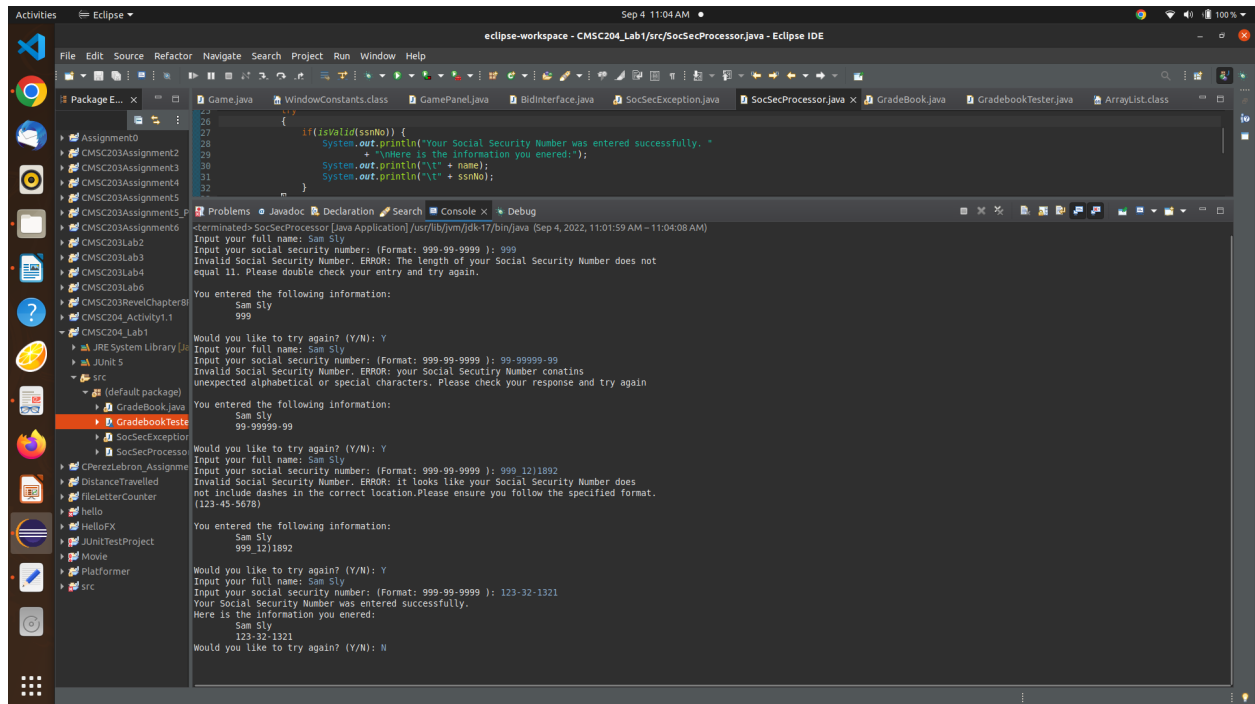 Activities
Eclipse
Sep 4 11:04 AM
100 %
eclipse-workspace - CMSC204_Lab1/src/SocSecProcessor.java - Eclipse IDE
File Edit Source Refactor Navigate Search Project Run Window Help
Package E...
Game.java WindowConstants.class GamePanel.java BidInterface.java SocSecException.java SocSecProcessor.java GradeBook.java GradebookTester.java ArrayList.class
Assignment0
CMSC203Assignment2
CMSC203Assignment3
CMSC203Assignment4
CMSC203Assignment5
CMSC203Assignment5_P
CMSC203Assignment6
CMSC203Lab2
CMSC203Lab3
CMSC203Lab4
CMSC203Lab6
CMSC203RevelChapter8
CMSC204_Activity1.1
CMSC204_Lab1
JRE System Library [Ja
JUnit 5
src
(default package)
GradeBook.java
GradebookTeste
SocSecException
SocSecProcesso
CPerezLebron_Assignme
DistanceTravelled
FileLetterCounter
hello
HelloFX
JUnitTestProject
Movie
Platformer
src
25 try
26 {
27 if(isValid(ssnNo)) {
28 System.out.println("Your Social Security Number was entered successfully. "
29 + "\nHere is the information you enered:");
30 System.out.println("\t" + name);
31 System.out.println("\t" + ssnNo);
32 }
Problems Javadoc Declaration Search Console Debug
<terminated> SocSecProcessor [Java Application] /usr/lib/jvm/jdk-17/bin/java (Sep 4, 2022, 11:01:59 AM – 11:04:08 AM)
Input your full name: Sam Sly
Input your social security number: (Format: 999-99-9999 ): 999
Invalid Social Security Number. ERROR: The length of your Social Security Number does not
equal 11. Please double check your entry and try again.
You entered the following information:
Sam Sly
999
Would you like to try again? (Y/N): Y
Input your full name: Sam Sly
Input your social security number: (Format: 999-99-9999 ): 99-99999-99
Invalid Social Security Number. ERROR: your Social Secutiry Number conatins
unexpected alphabetical or special characters. Please check your response and try again
You entered the following information:
Sam Sly
99-99999-99
Would you like to try again? (Y/N): Y
Input your full name: Sam Sly
Input your social security number: (Format: 999-99-9999 ): 999_12)1892
Invalid Social Security Number. ERROR: it looks like your Social Security Number does
not include dashes in the correct location.Please ensure you follow the specified format.
(123-45-5678)
You entered the following information:
Sam Sly
999_12)1892
Would you like to try again? (Y/N): Y
Input your full name: Sam Sly
Input your social security number: (Format: 999-99-9999 ): 123-32-1321
Your Social Security Number was entered successfully.
Here is the information you enered:
Sam Sly
123-32-1321
Would you like to try again? (Y/N): N